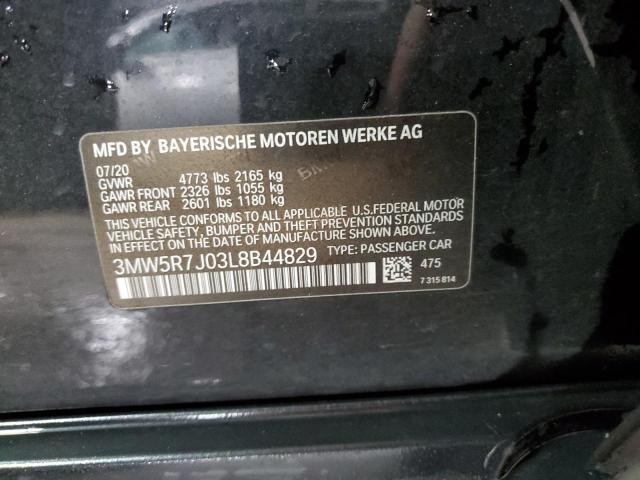 MFD BY BAYERISCHE MOTOREN WERKE AG
07/20
GVWR 4773 lbs 2165 kg
GAWR FRONT 2326 lbs 1055 kg
GAWR REAR 2601 lbs 1180 kg
THIS VEHICLE CONFORMS TO ALL APPLICABLE U.S.FEDERAL MOTOR
VEHICLE SAFETY, BUMPER AND THEFT PREVENTION STANDARDS
IN EFFECT ON THE DATE OF MANUFACTURE SHOWN ABOVE.
3MW5R7J03L8B44829 TYPE: PASSENGER CAR
475
7 315 814